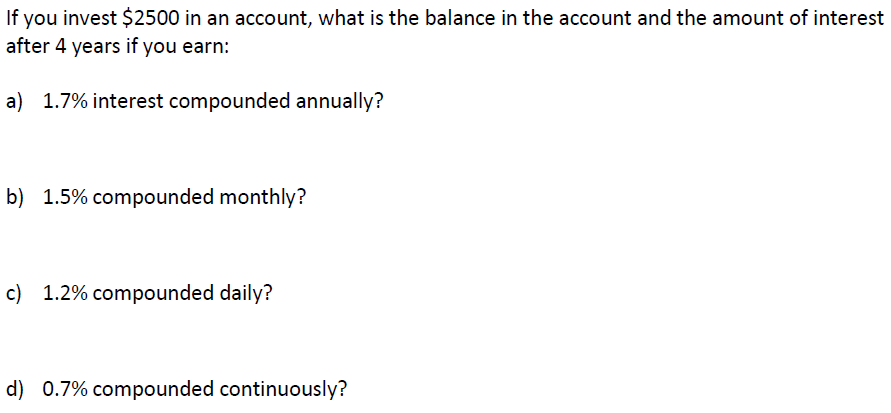 If you invest $2500 in an account, what is the balance in the account and the amount of interest
after 4 years if you earn:
a) 1.7% interest compounded annually?
b) 1.5% compounded monthly?
c) 1.2% compounded daily?
d) 0.7% compounded continuously?